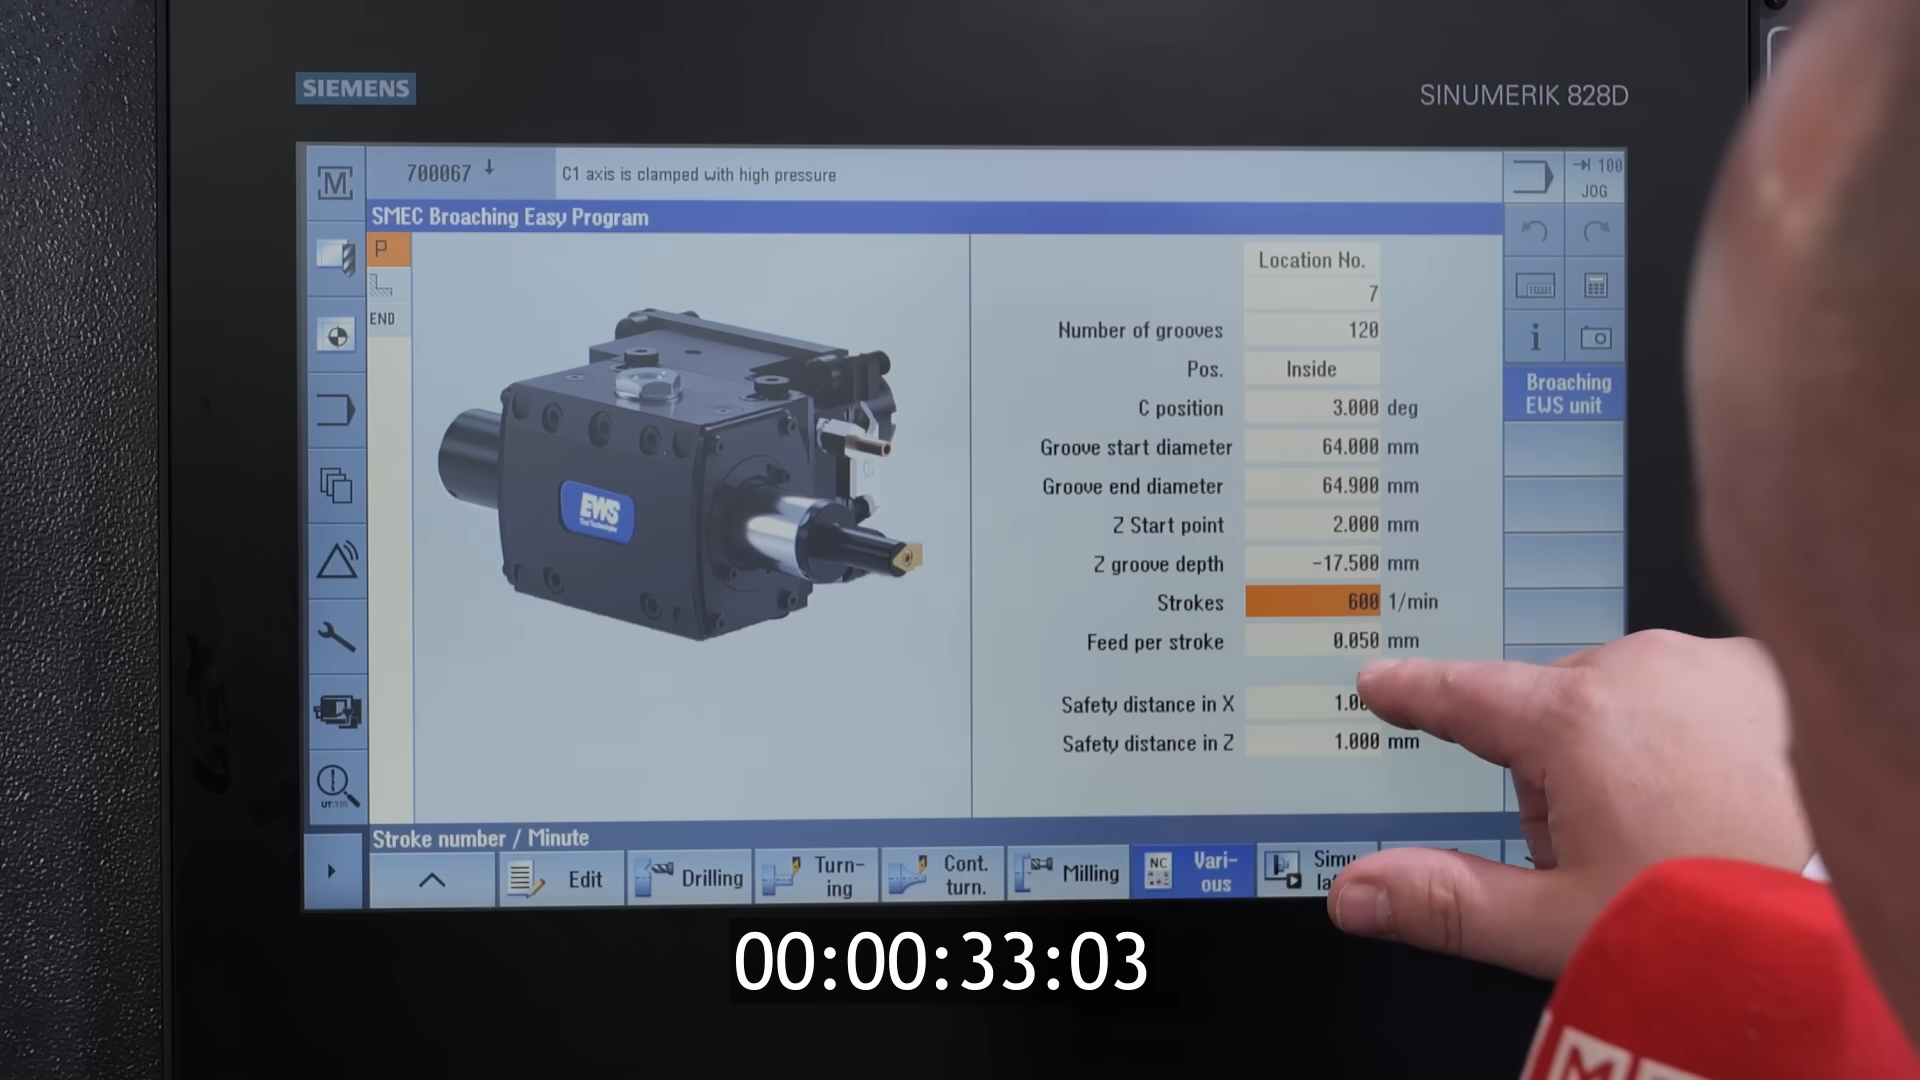 SIEMENS
SINUMERIK 828D
700067
C1 axis is clamped with high pressure
100
JOG
SMEC Broaching Easy Program
P
END
Location No.
7
Number of grooves 120
Pos. Inside
C position 3.000 deg
Groove start diameter 64.000 mm
Groove end diameter 64.900 mm
Z Start point 2.000 mm
Z groove depth -17.500 mm
Strokes 600 1/min
Feed per stroke 0.050 mm
Safety distance in X
Safety distance in Z 1.000 mm
Broaching
EWS unit
M
EWS
Stroke number / Minute
Edit
Drilling
Turn-
ing
Cont.
turn.
Milling
NC
Vari-
ous
00:00:33:03